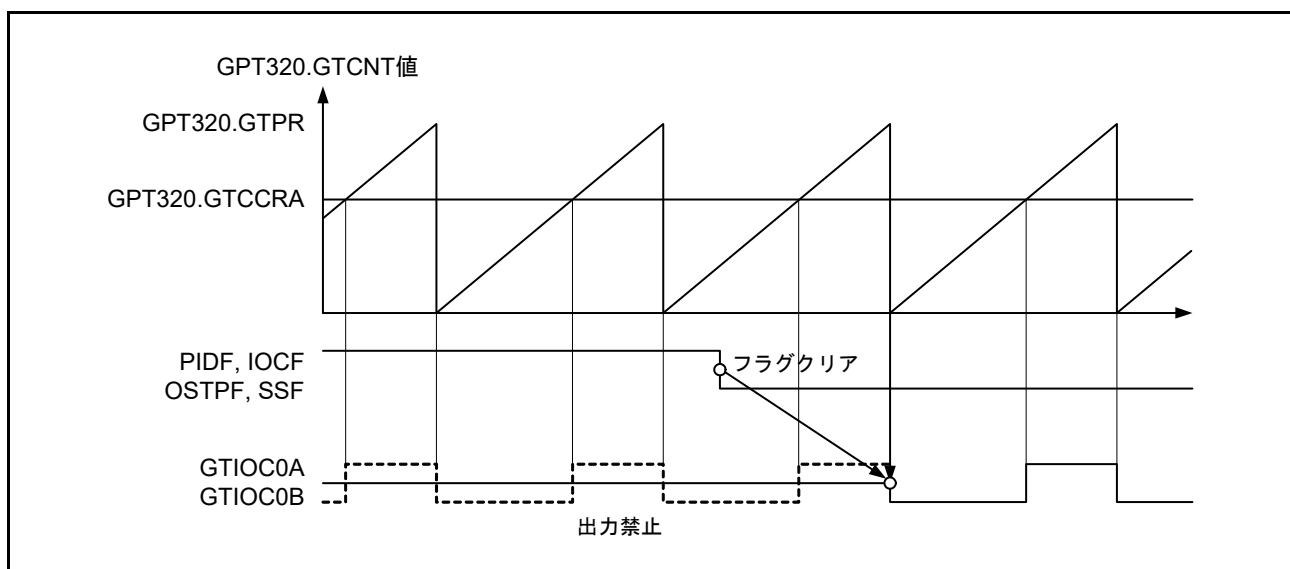 GPT320.GTCNT値
GPT320.GTPR
GPT320.GTCCRA
PIDF, IOCF
OSTPF, SSF
フラグクリア
GTIOC0A
GTIOC0B
出力禁止